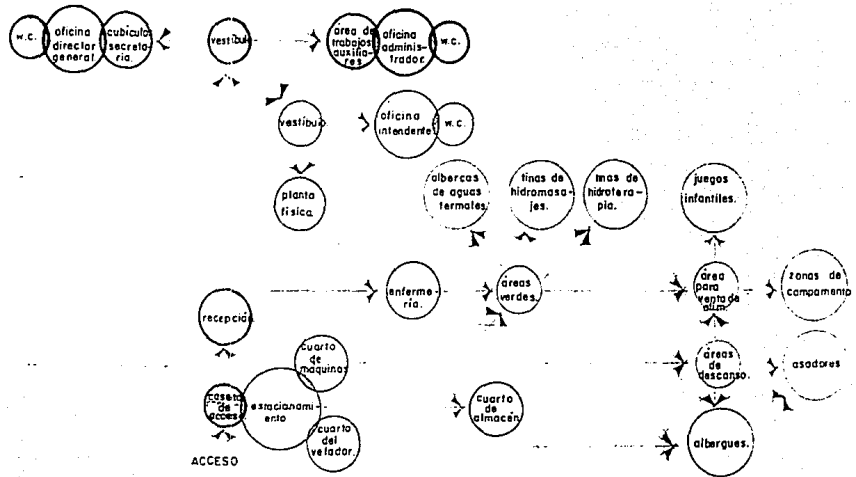 w.c.
oficina
director
general.
cubículo
secreta-
ria.
vestíbulo
área de
trabajos
auxilia-
res
oficina
adminis-
trador.
w.c.
vestíbulo
oficina
intendente.
w.c.
planta
física.
albercas
de aguas
termales.
tinas de
hidromasa-
jes.
tinas de
hidrotera-
pia.
juegos
infantiles.
enferme-
ría.
áreas
verdes.
área
para
venta de
alim.
zonas de
campamento
recepción.
cuarto
de
maquinas
áreas
de
descanso.
asadores
caseta
de
acceso
estacionami-
ento
cuarto
de
almacén.
cuarto
del
velador.
albergues.
ACCESO